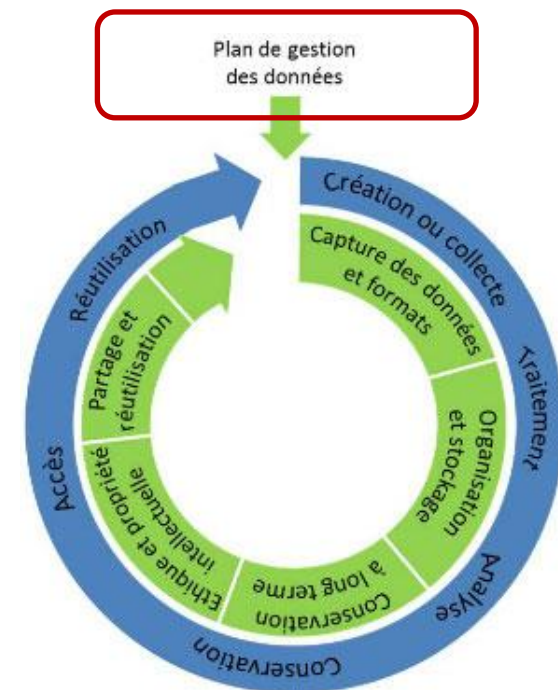 Plan de gestion
des données
Création ou collecte
Traitement
Analyse
Conservation
Accès
Réutilisation
Capture des données
et formats
Organisation
et stockage
Conservation
à long terme
Ethique et propriété
intellectuelle
Partage et
réutilisation